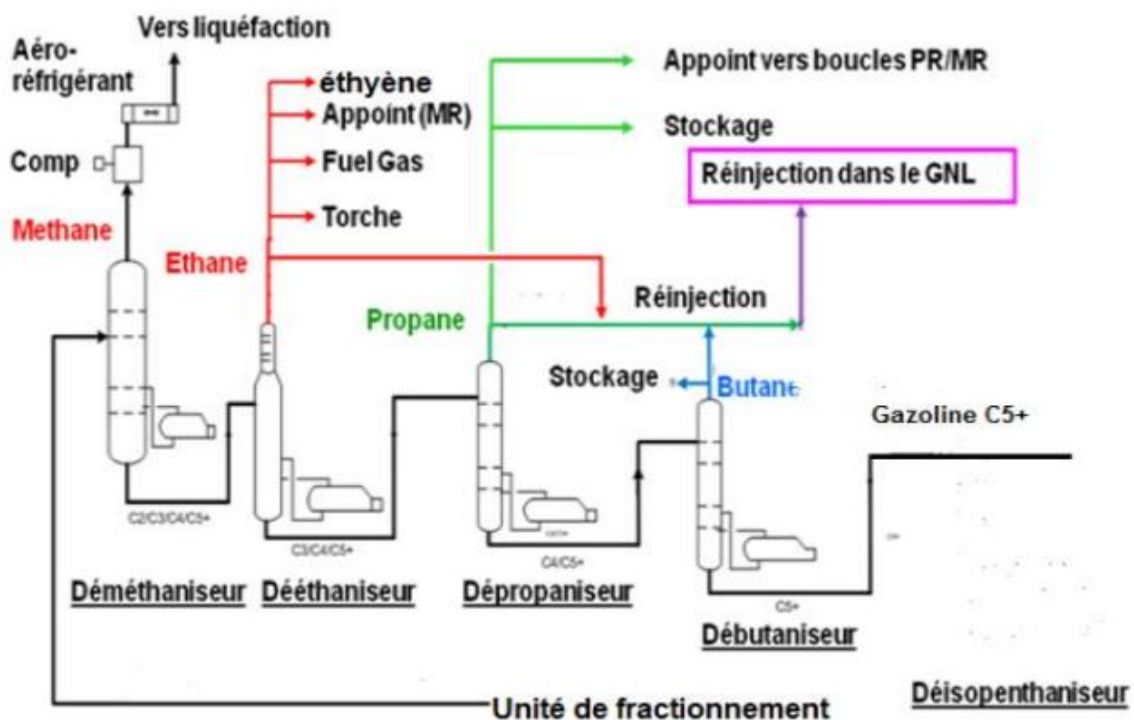 Vers liquéfaction
Aéro-
réfrigérant
Comp
Methane
éthyène
Appoint (MR)
Fuel Gas
Torche
Ethane
Appoint vers boucles PR/MR
Stockage
Réinjection dans le GNL
Réinjection
Propane
Stockage
Butane
Gazoline C5+
C2/C3/C4/C5+
C3/C4/C5+
C4/C5+
C5+
Déméthaniseur
Dééthaniseur
Dépropaniseur
Débutaniseur
Déisopenthaniseur
Unité de fractionnement